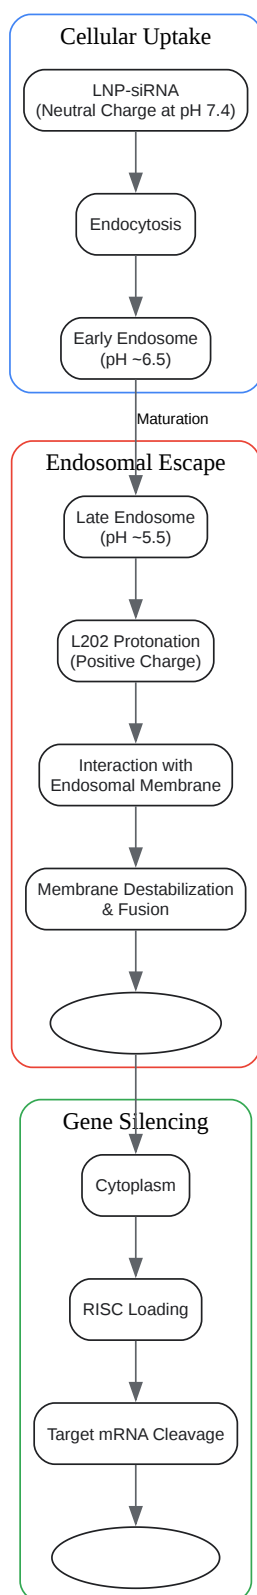 Cellular Uptake
LNP-siRNA
(Neutral Charge at pH 7.4)
Endocytosis
Early Endosome
(pH ~6.5)
Maturation
Endosomal Escape
Late Endosome
(pH ~5.5)
L202 Protonation
(Positive Charge)
Interaction with
Endosomal Membrane
Membrane Destabilization
& Fusion
Gene Silencing
Cytoplasm
RISC Loading
Target mRNA Cleavage